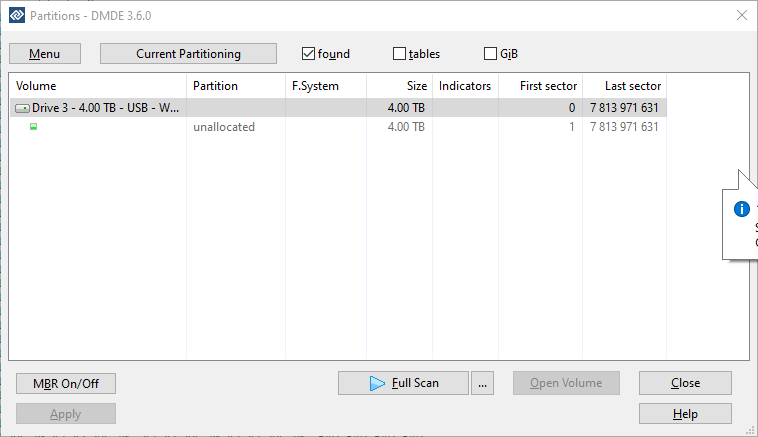 Partitions - DMDE 3.6.0
Menu Current Partitioning found tables GiB
Volume Partition F.System Size Indicators First sector Last sector
Drive 3 - 4.00 TB - USB - W... 4.00 TB 0 7 813 971 631
unallocated 4.00 TB 1 7 813 971 631
MBR On/Off Full Scan ... Open Volume Close
Apply Help